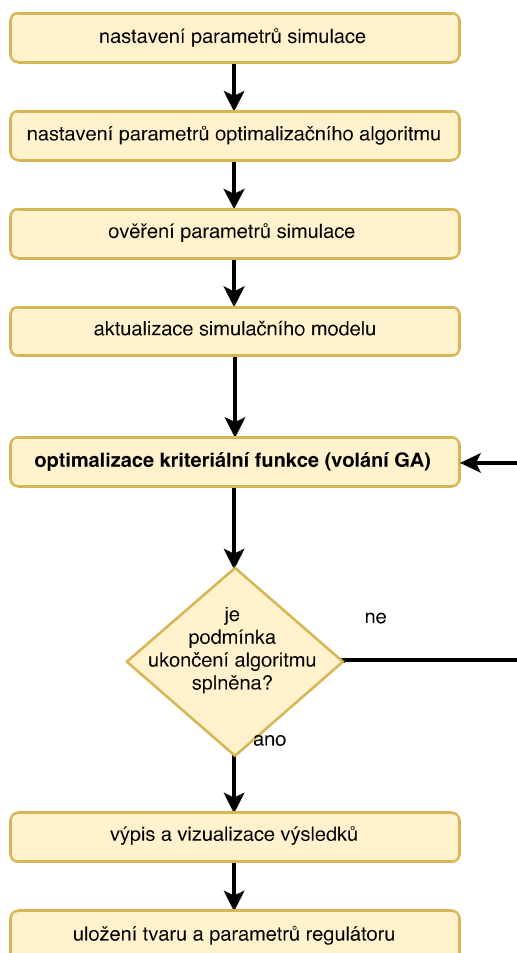 nastavení parametrů simulace
nastavení parametrů optimalizačního algoritmu
ověření parametrů simulace
aktualizace simulačního modelu
optimalizace kriteriální funkce (volání GA)
je
podmínka
ukončení algoritmu
splněna?
ne
ano
výpis a vizualizace výsledků
uložení tvaru a parametrů regulátoru